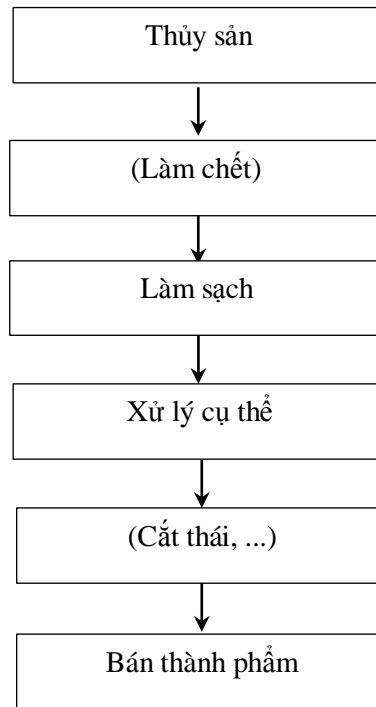 Thủy sản
(Làm chết)
Làm sạch
Xử lý cụ thể
(Cắt thái, ...)
Bán thành phẩm